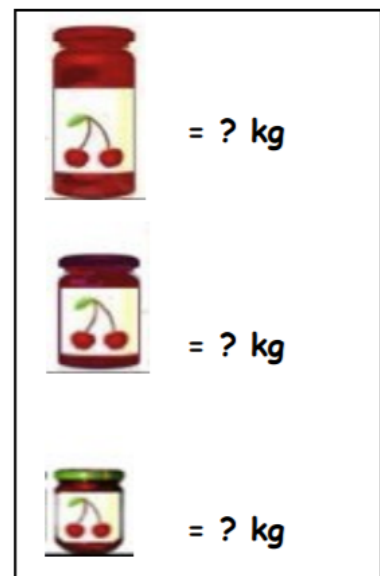 = ? kg
= ? kg
= ? kg